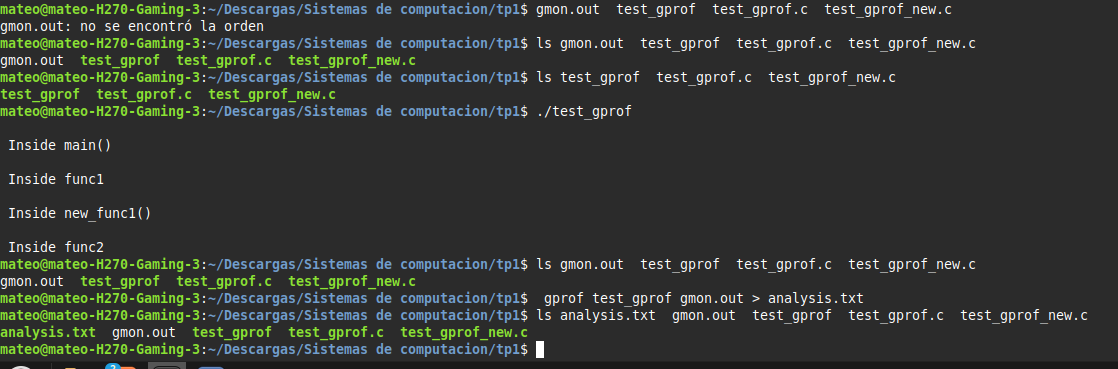 mateo@mateo-H270-Gaming-3:~/Descargas/Sistemas de computacion/tp1$ gmon.out  test_gprof  test_gprof.c  test_gprof_new.c
gmon.out: no se encontró la orden
mateo@mateo-H270-Gaming-3:~/Descargas/Sistemas de computacion/tp1$ ls gmon.out  test_gprof  test_gprof.c  test_gprof_new.c
gmon.out  test_gprof  test_gprof.c  test_gprof_new.c
mateo@mateo-H270-Gaming-3:~/Descargas/Sistemas de computacion/tp1$ ls test_gprof  test_gprof.c  test_gprof_new.c
test_gprof  test_gprof.c  test_gprof_new.c
mateo@mateo-H270-Gaming-3:~/Descargas/Sistemas de computacion/tp1$ ./test_gprof
Inside main()
Inside func1
Inside new_func1()
Inside func2
mateo@mateo-H270-Gaming-3:~/Descargas/Sistemas de computacion/tp1$ ls gmon.out  test_gprof  test_gprof.c  test_gprof_new.c
gmon.out  test_gprof  test_gprof.c  test_gprof_new.c
mateo@mateo-H270-Gaming-3:~/Descargas/Sistemas de computacion/tp1$  gprof test_gprof gmon.out > analysis.txt
mateo@mateo-H270-Gaming-3:~/Descargas/Sistemas de computacion/tp1$ ls analysis.txt  gmon.out  test_gprof  test_gprof.c  test_gprof_new.c
analysis.txt  gmon.out  test_gprof  test_gprof.c  test_gprof_new.c
mateo@mateo-H270-Gaming-3:~/Descargas/Sistemas de computacion/tp1$